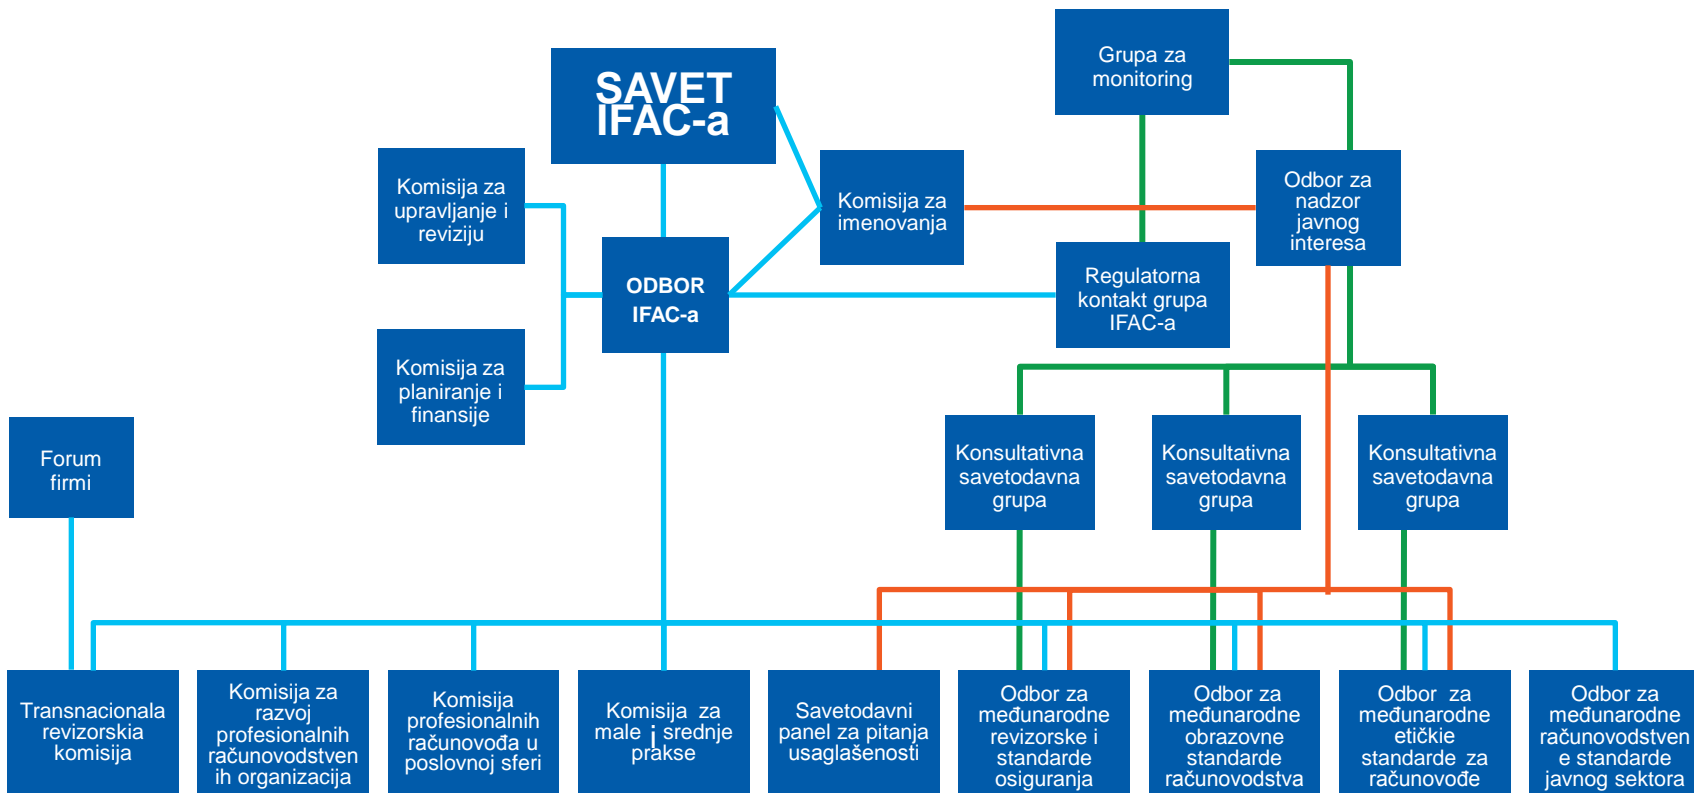 Grupa za
monitoring
SAVET
IFAC-a
Komisija za
upravljanje i
reviziju
Komisija za
imenovanja
Odbor za
nadzor
javnog
interesa
ODBOR
IFAC-a
Regulatorna
kontakt grupa
IFAC-a
Komisija za
planiranje i
finansije
Forum
firmi
Konsultativna
savetodavna
grupa
Konsultativna
savetodavna
grupa
Konsultativna
savetodavna
grupa
Transnacionala
revizorskia
komisija
Komisija za
razvoj
profesionalnih
računovodstven
ih organizacija
Komisija
profesionalnih
računovođa u
poslovnoj sferi
Komisija za
male i srednje
prakse
Savetodavni
panel za pitanja
usaglašenosti
Odbor za
međunarodne
revizorske i
standarde
osiguranja
Odbor za
međunarodne
obrazovne
standarde
računovodstva
Odbor za
međunarodne
etičkie
standarde za
računovođe
Odbor za
međunarodne
računovodstven
e standarde
javnog sektora